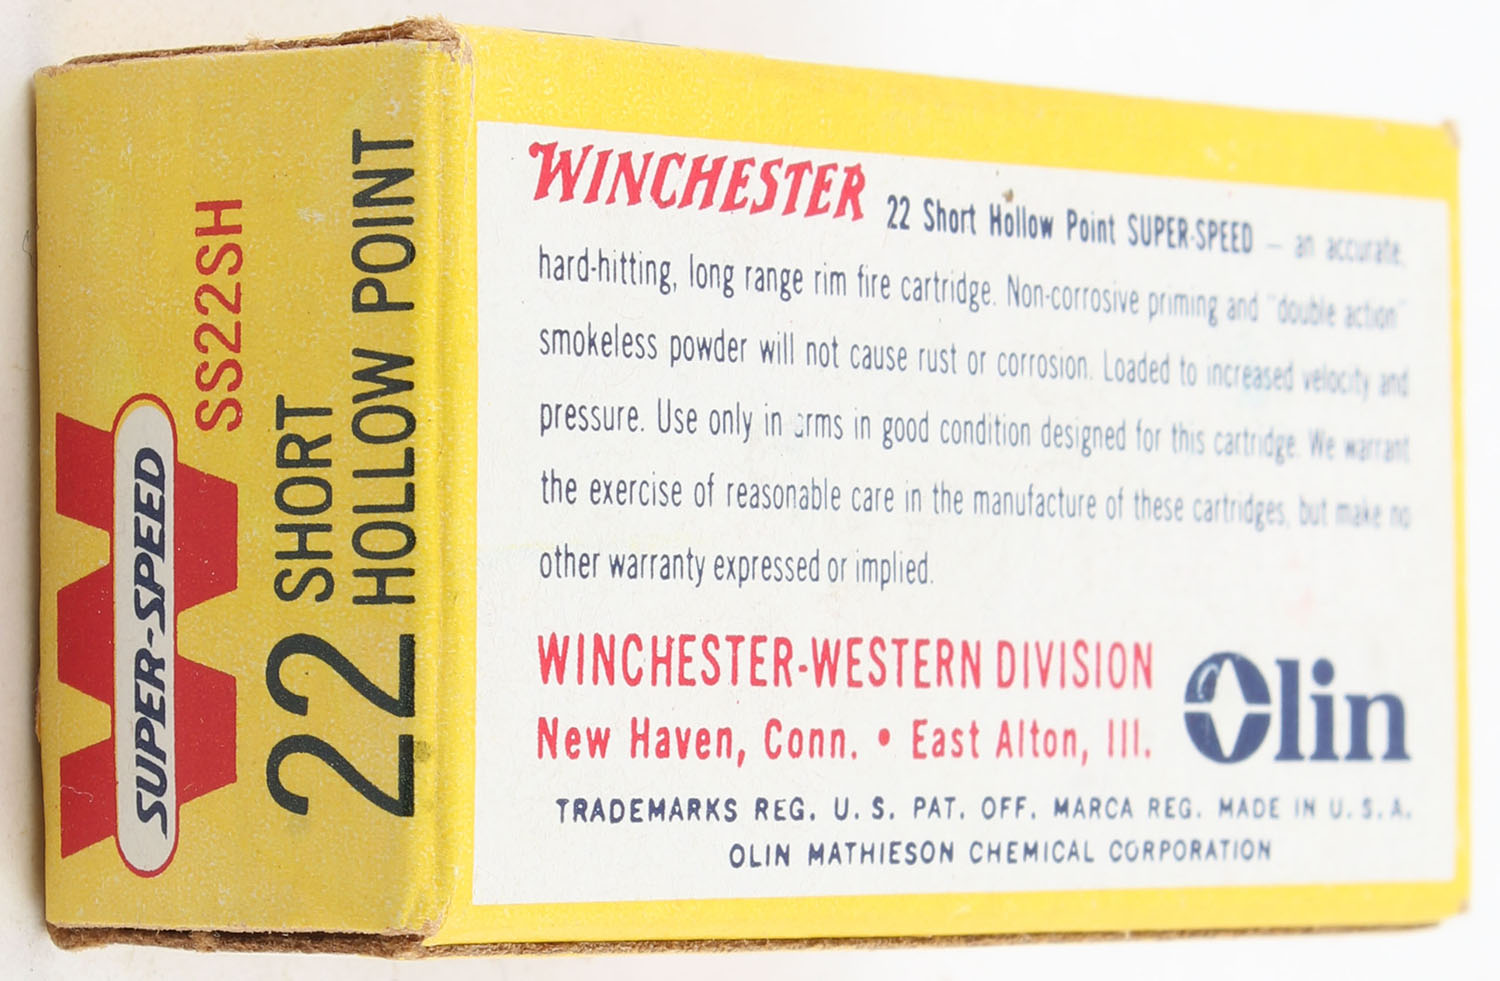 W
SUPER-SPEED
SS22SH
22 SHORT
HOLLOW POINT
WINCHESTER 22 Short Hollow Point SUPER-SPEED — an accurate,
hard-hitting, long range rim fire cartridge. Non-corrosive priming and "double action"
smokeless powder will not cause rust or corrosion. Loaded to increased velocity and
pressure. Use only in arms in good condition designed for this cartridge. We warrant
the exercise of reasonable care in the manufacture of these cartridges, but make no
other warranty expressed or implied.
WINCHESTER-WESTERN DIVISION
New Haven, Conn. • East Alton, Ill.
Olin
TRADEMARKS REG. U. S. PAT. OFF. MARCA REG. MADE IN U. S. A.
OLIN MATHIESON CHEMICAL CORPORATION